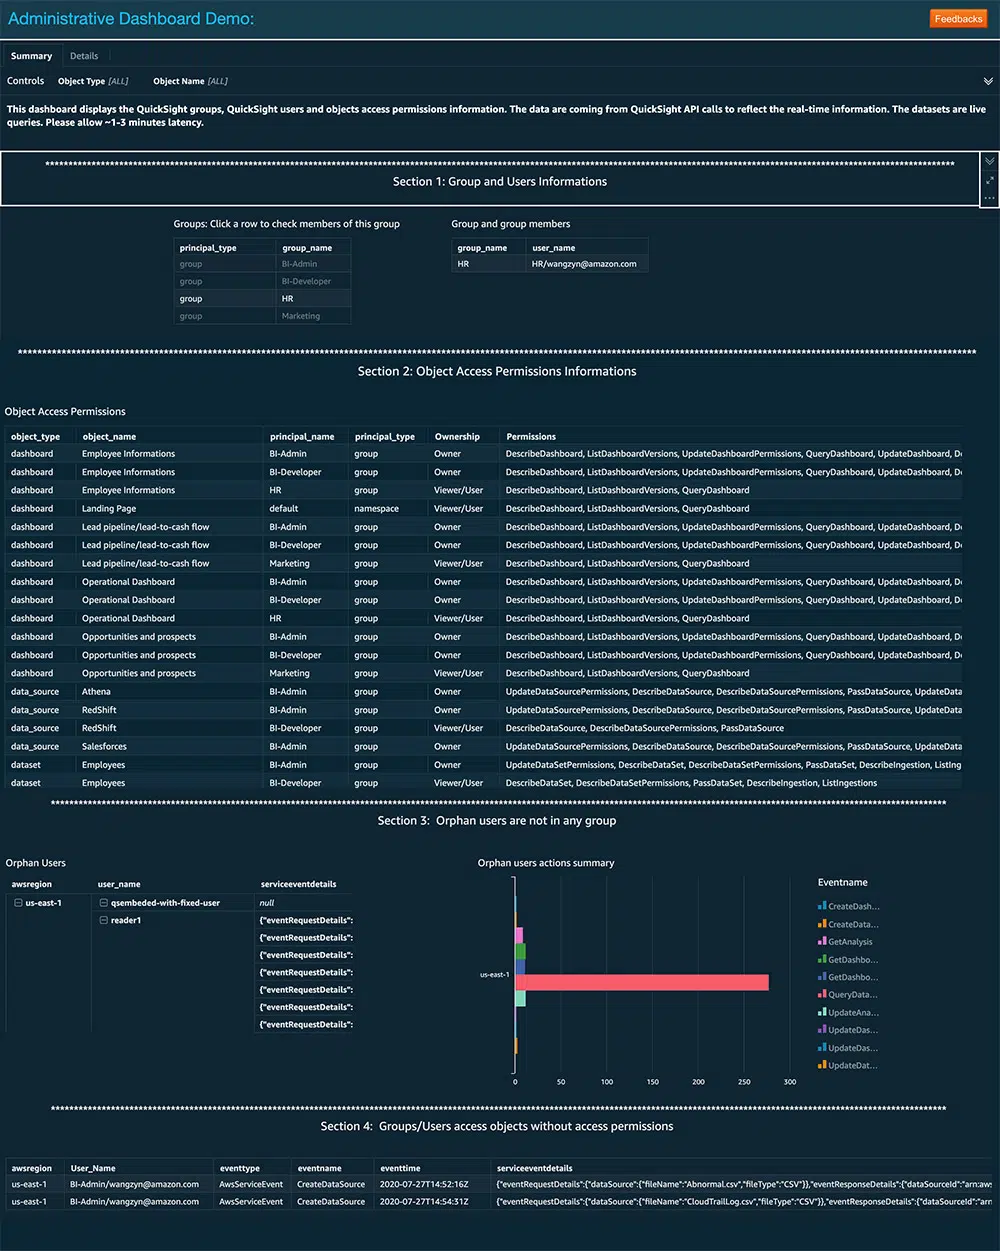 Administrative Dashboard Demo:
Feedbacks
Summary Details
Controls Object Type [ALL] Object Name [ALL]
This dashboard displays the QuickSight groups, QuickSight users and objects access permissions information. The data are coming from QuickSight API calls to reflect the real-time information. The datasets are live
queries. Please allow ~1-3 minutes latency.
Section 1: Group and Users Informations
Groups: Click a row to check members of this group
principal_type group_name
group BI-Admin
group BI-Developer
group HR
group Marketing
Group and group members
group_name user_name
HR HR/wangzyn@amazon.com
Section 2: Object Access Permissions Informations
Object Access Permissions
object_type object_name principal_name principal_type Ownership Permissions
dashboard Employee Informations BI-Admin group Owner DescribeDashboard, ListDashboardVersions, UpdateDashboardPermissions, QueryDashboard, UpdateDashboard, De
dashboard Employee Informations BI-Developer group Owner DescribeDashboard, ListDashboardVersions, UpdateDashboardPermissions, QueryDashboard, UpdateDashboard, De
dashboard Employee Informations HR group Viewer/User DescribeDashboard, ListDashboardVersions, QueryDashboard
dashboard Landing Page default namespace Viewer/User DescribeDashboard, ListDashboardVersions, QueryDashboard
dashboard Lead pipeline/lead-to-cash flow BI-Admin group Owner DescribeDashboard, ListDashboardVersions, UpdateDashboardPermissions, QueryDashboard, UpdateDashboard, De
dashboard Lead pipeline/lead-to-cash flow BI-Developer group Owner DescribeDashboard, ListDashboardVersions, UpdateDashboardPermissions, QueryDashboard, UpdateDashboard, De
dashboard Lead pipeline/lead-to-cash flow Marketing group Viewer/User DescribeDashboard, ListDashboardVersions, QueryDashboard
dashboard Operational Dashboard BI-Admin group Owner DescribeDashboard, ListDashboardVersions, UpdateDashboardPermissions, QueryDashboard, UpdateDashboard, De
dashboard Operational Dashboard BI-Developer group Owner DescribeDashboard, ListDashboardVersions, UpdateDashboardPermissions, QueryDashboard, UpdateDashboard, De
dashboard Operational Dashboard HR group Viewer/User DescribeDashboard, ListDashboardVersions, QueryDashboard
dashboard Opportunities and prospects BI-Admin group Owner DescribeDashboard, ListDashboardVersions, UpdateDashboardPermissions, QueryDashboard, UpdateDashboard, De
dashboard Opportunities and prospects BI-Developer group Owner DescribeDashboard, ListDashboardVersions, UpdateDashboardPermissions, QueryDashboard, UpdateDashboard, De
dashboard Opportunities and prospects Marketing group Viewer/User DescribeDashboard, ListDashboardVersions, QueryDashboard
data_source Athena BI-Admin group Owner UpdateDataSourcePermissions, DescribeDataSource, DescribeDataSourcePermissions, PassDataSource, UpdateData
data_source RedShift BI-Admin group Owner UpdateDataSourcePermissions, DescribeDataSource, DescribeDataSourcePermissions, PassDataSource, UpdateData
data_source RedShift BI-Developer group Viewer/User DescribeDataSource, DescribeDataSourcePermissions, PassDataSource
data_source Salesforces BI-Admin group Owner UpdateDataSourcePermissions, DescribeDataSource, DescribeDataSourcePermissions, PassDataSource, UpdateData
dataset Employees BI-Admin group Owner UpdateDataSetPermissions, DescribeDataSet, DescribeDataSetPermissions, PassDataSet, DescribeIngestion, ListIng
dataset Employees BI-Developer group Viewer/User DescribeDataSet, DescribeDataSetPermissions, PassDataSet, DescribeIngestion, ListIngestions
Section 3: Orphan users are not in any group
Orphan Users
awsregion user_name serviceeventdetails
us-east-1 qsembeded-with-fixed-user null
reader1 {"eventRequestDetails":
{"eventRequestDetails":
{"eventRequestDetails":
{"eventRequestDetails":
{"eventRequestDetails":
{"eventRequestDetails":
{"eventRequestDetails":
Orphan users actions summary
us-east-1
0 50 100 150 200 250 300
Eventname
CreateDash...
CreateData...
GetAnalysis
GetDashbo...
GetDashbo...
QueryData...
UpdateAna...
UpdateDas...
UpdateDas...
UpdateDat...
Section 4: Groups/Users access objects without access permissions
awsregion User_Name eventtype eventname eventtime serviceeventdetails
us-east-1 BI-Admin/wangzyn@amazon.com AwsServiceEvent CreateDataSource 2020-07-27T14:52:16Z {"eventRequestDetails":{"dataSource":{"fileName":"Abnormal.csv","fileType":"CSV"}},"eventResponseDetails":{"dataSourceId":"arn:aws
us-east-1 BI-Admin/wangzyn@amazon.com AwsServiceEvent CreateDataSource 2020-07-27T14:54:31Z {"eventRequestDetails":{"dataSource":{"fileName":"CloudTrailLog.csv","fileType":"CSV"}},"eventResponseDetails":{"dataSourceId":"arn